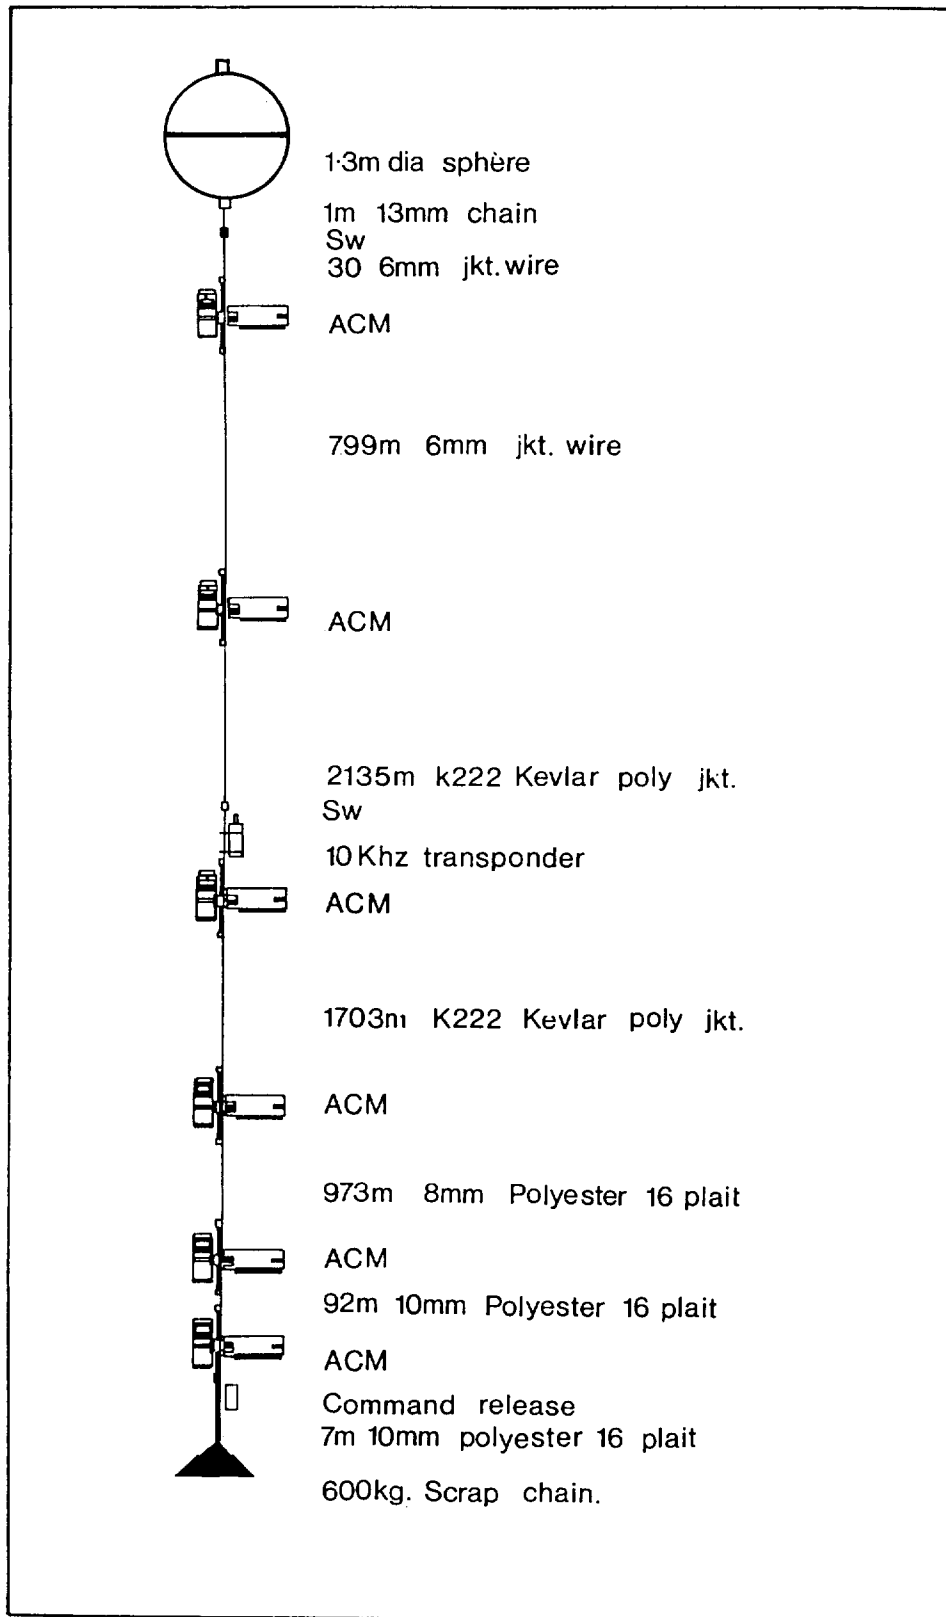 1·3m dia sphère
1m 13mm chain
Sw
30 6mm jkt. wire
ACM
799m 6mm jkt. wire
ACM
2135m k222 Kevlar poly jkt.
Sw
10 Khz transponder
ACM
1703m K222 Kevlar poly jkt.
ACM
973m 8mm Polyester 16 plait
ACM
92m 10mm Polyester 16 plait
ACM
Command release
7m 10mm polyester 16 plait
600kg. Scrap chain.